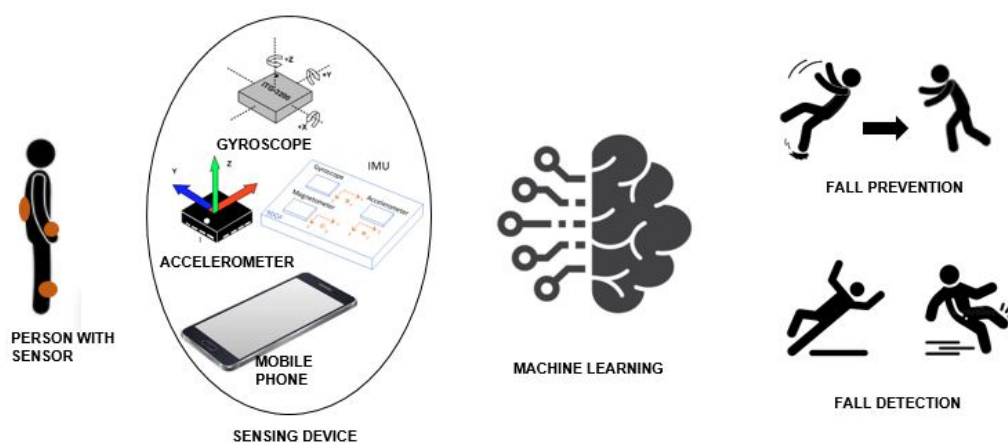 +Z
+Y
ITG-3200
+X
GYROSCOPE
IMU
Z
Y
Gyroscope
Magnetometer
Accelerometer
ACCELEROMETER
PERSON WITH
SENSOR
MOBILE
PHONE
SENSING DEVICE
MACHINE LEARNING
FALL PREVENTION
FALL DETECTION